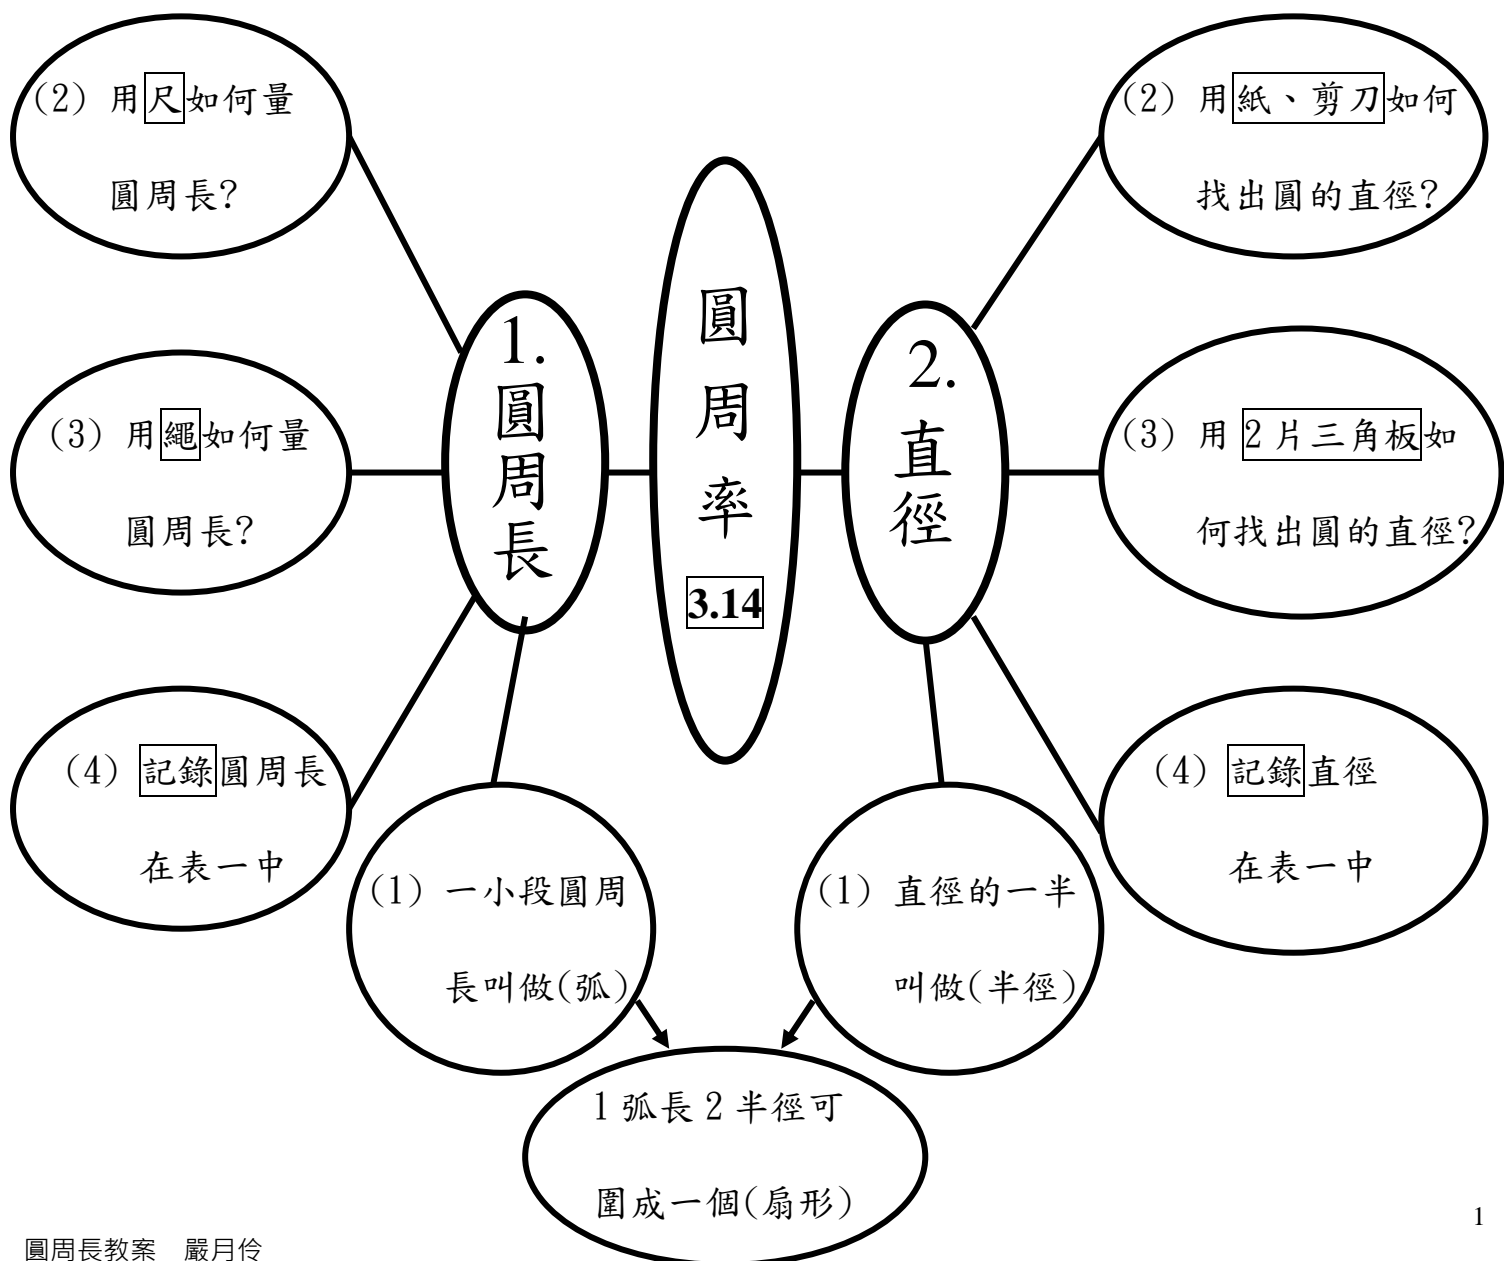 (2) 用尺如何量
圓周長?
(3) 用繩如何量
圓周長?
(4) 記錄圓周長
在表一中
1.
圓
周
長
(1) 一小段圓周
長叫做(弧)
圓
周
率
3.14
2.
直
徑
(2) 用紙、剪刀如何
找出圓的直徑?
(3) 用 2 片三角板如
何找出圓的直徑?
(4) 記錄直徑
在表一中
(1) 直徑的一半
叫做(半徑)
1 弧長 2 半徑可
圍成一個(扇形)
1
圓周長教案 嚴月伶